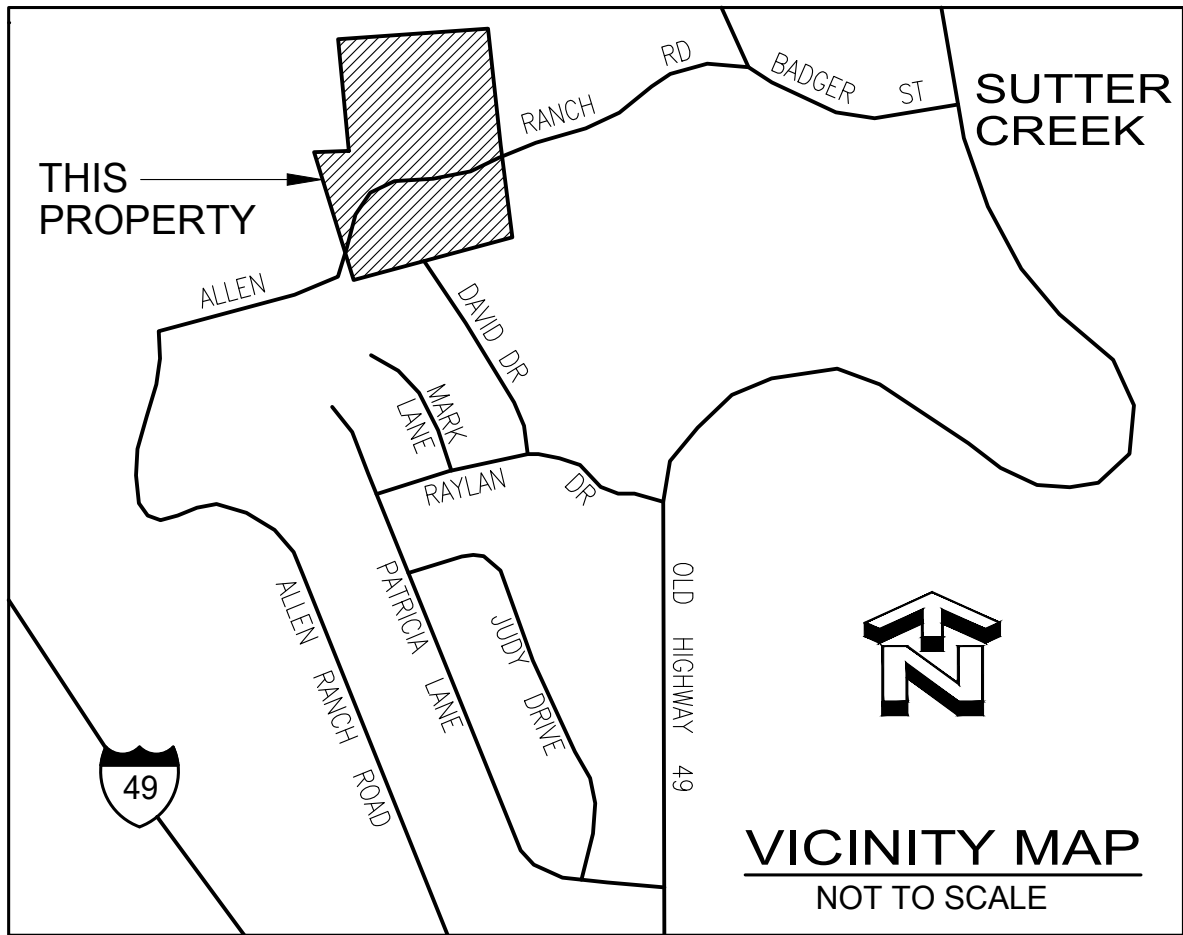 RD
BADGER ST
SUTTER
CREEK
RANCH
THIS
PROPERTY
ALLEN
DAVID DR
MARK
LANE
RAYLAN DR
OLD HIGHWAY 49
PATRICIA LANE
ALLEN RANCH ROAD
JUDY DRIVE
N
49
VICINITY MAP
NOT TO SCALE